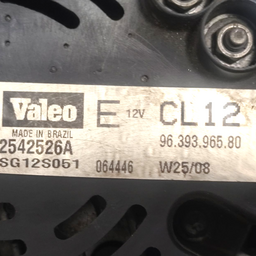 Valeo E 12V CL12
MADE IN BRAZIL
2542526A 96.393.965.80
SG12S051 064446 W25/08